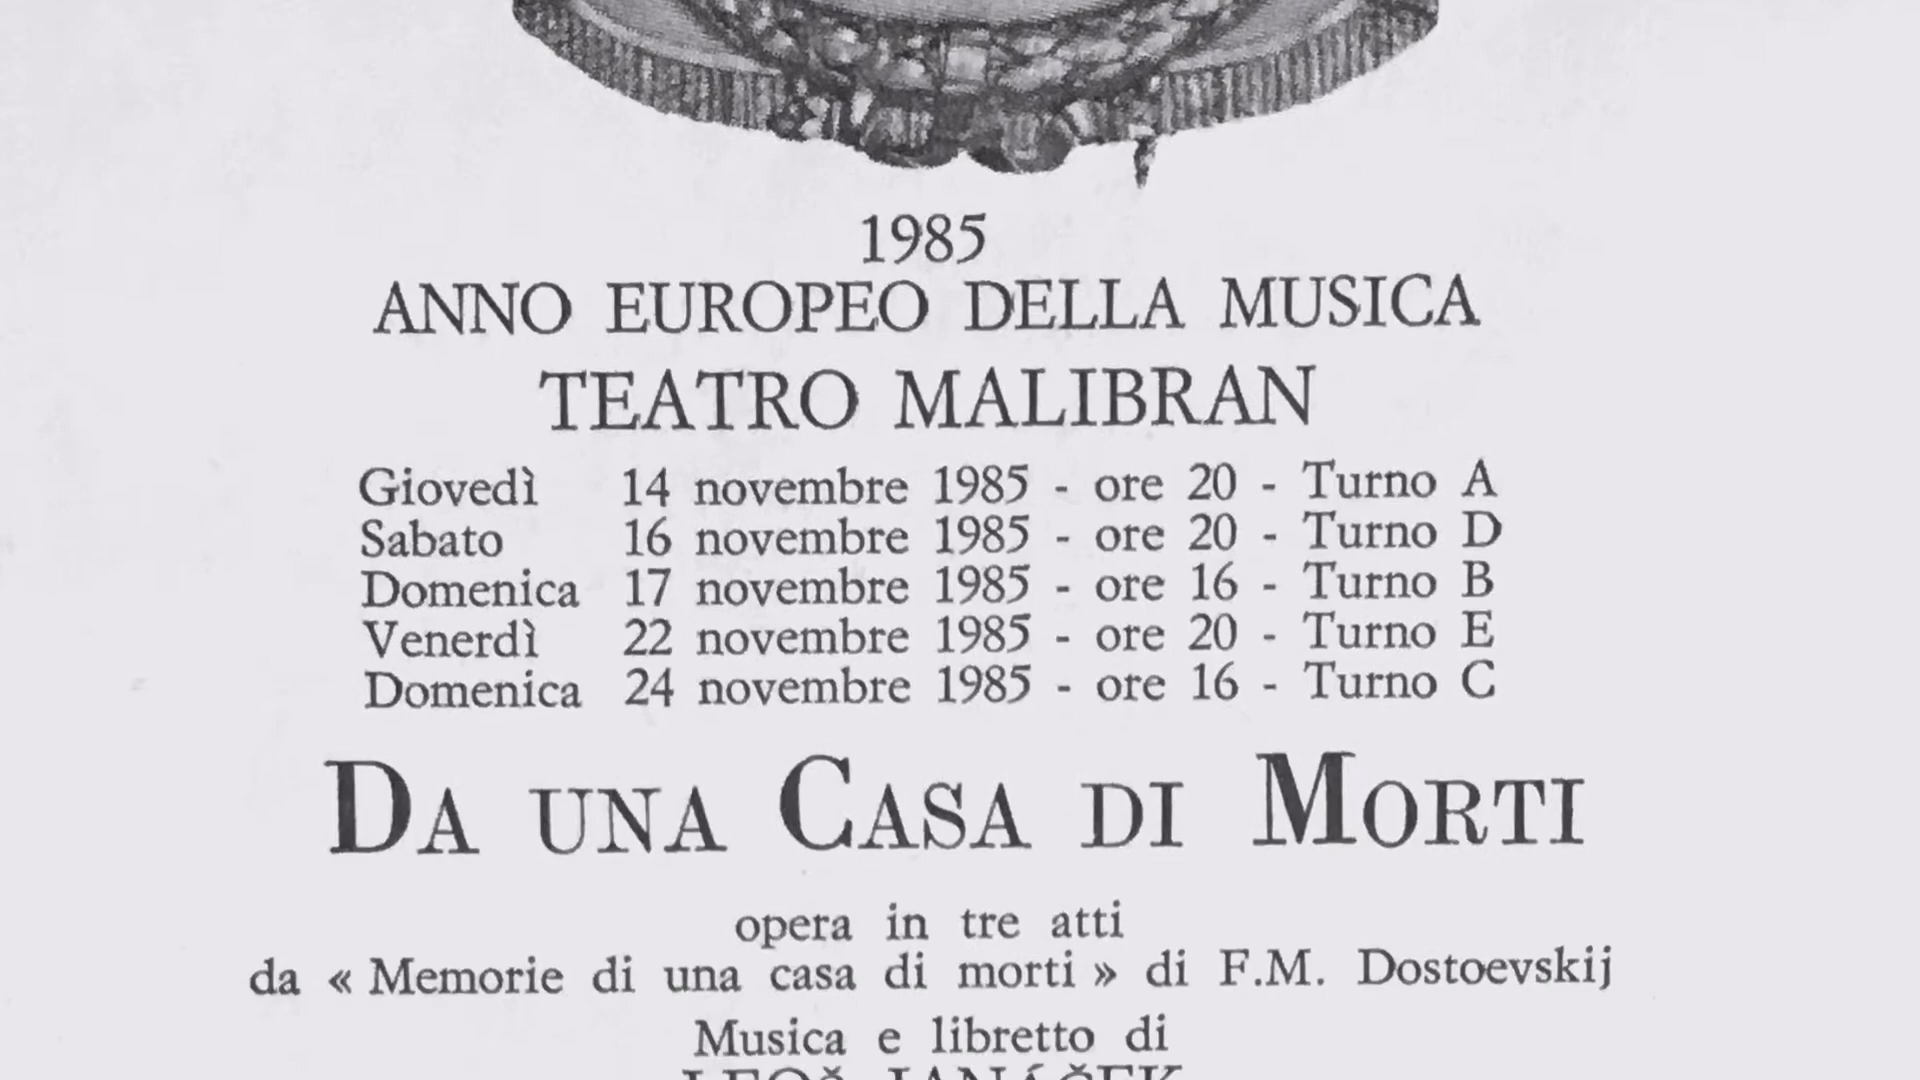 1985
ANNO EUROPEO DELLA MUSICA
TEATRO MALIBRAN
Giovedì 14 novembre 1985 - ore 20 - Turno A
Sabato 16 novembre 1985 - ore 20 - Turno D
Domenica 17 novembre 1985 - ore 16 - Turno B
Venerdì 22 novembre 1985 - ore 20 - Turno E
Domenica 24 novembre 1985 - ore 16 - Turno C
DA UNA CASA DI MORTI
opera in tre atti
da « Memorie di una casa di morti » di F.M. Dostoevskij
Musica e libretto di
LEOŠ JANÁČEK